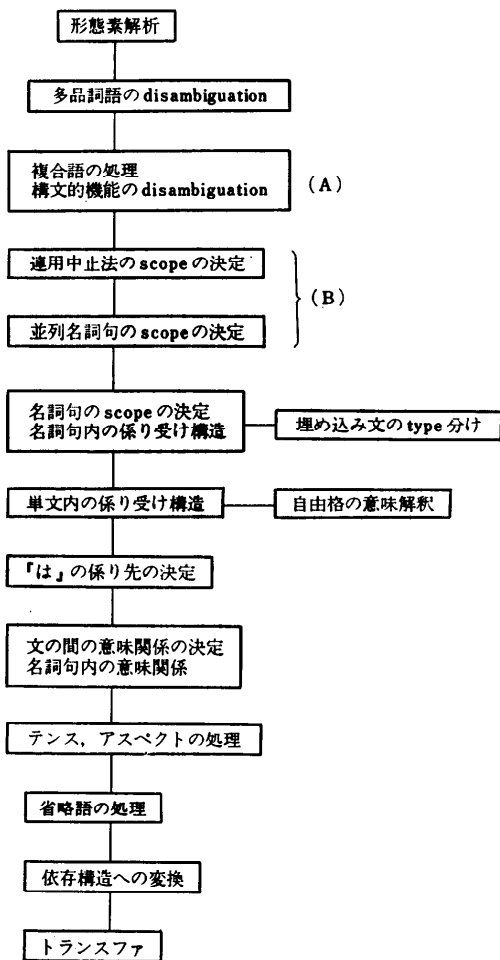 形態素解析
多品詞語の disambiguation
複合語の処理
構文的機能の disambiguation
(A)
連用中止法の scope の決定
並列名詞句の scope の決定
(B)
名詞句の scope の決定
名詞句内の係り受け構造
埋め込み文の type 分け
単文内の係り受け構造
自由格の意味解釈
『は』の係り先の決定
文の間の意味関係の決定
名詞句内の意味関係
テンス,アスペクトの処理
省略語の処理
依存構造への変換
トランスファ